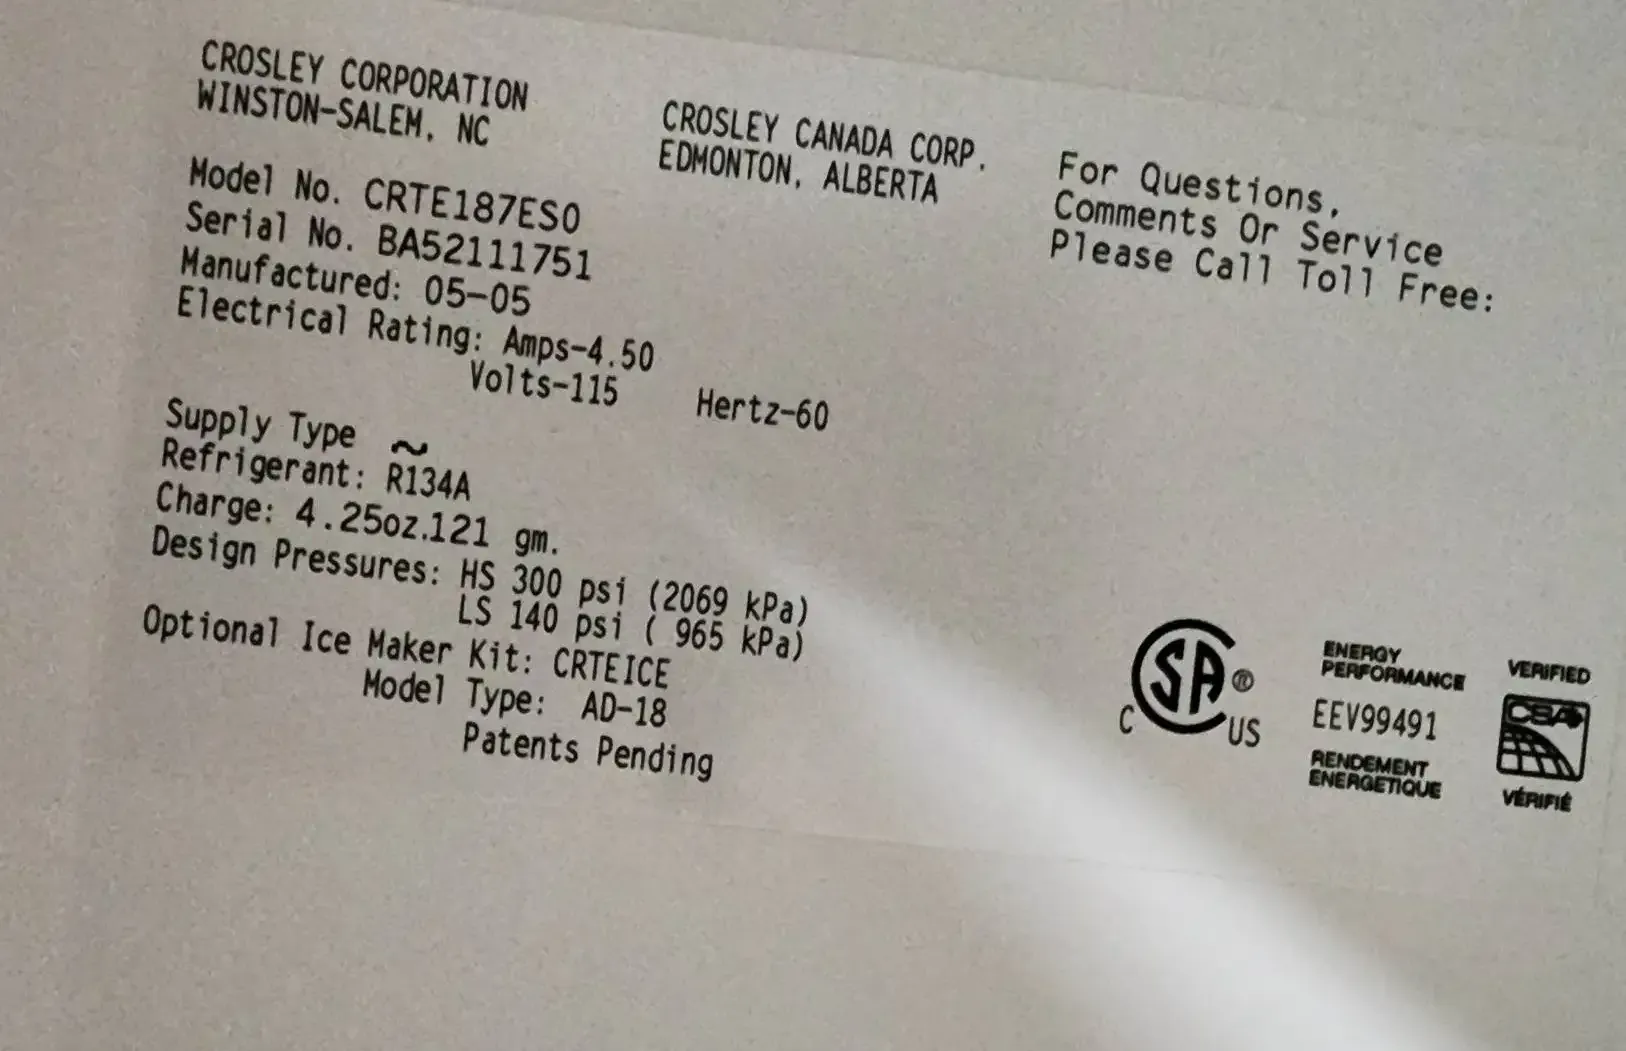 CROSLEY CORPORATION
WINSTON-SALEM, NC
CROSLEY CANADA CORP.
EDMONTON, ALBERTA
For Questions,
Comments Or Service
Please Call Toll Free:
Model No. CRTE187ES0
Serial No. BA52111751
Manufactured: 05-05
Electrical Rating: Amps-4.50
Volts-115 Hertz-60
Supply Type ~
Refrigerant: R134A
Charge: 4.25oz.121 gm.
Design Pressures: HS 300 psi (2069 kPa)
LS 140 psi ( 965 kPa)
Optional Ice Maker Kit: CRTEICE
Model Type: AD-18
Patents Pending
C SA® US
ENERGY
PERFORMANCE
EEV99491
RENDEMENT
ENERGETIQUE
VERIFIED
CSA
VÉRIFIÉ